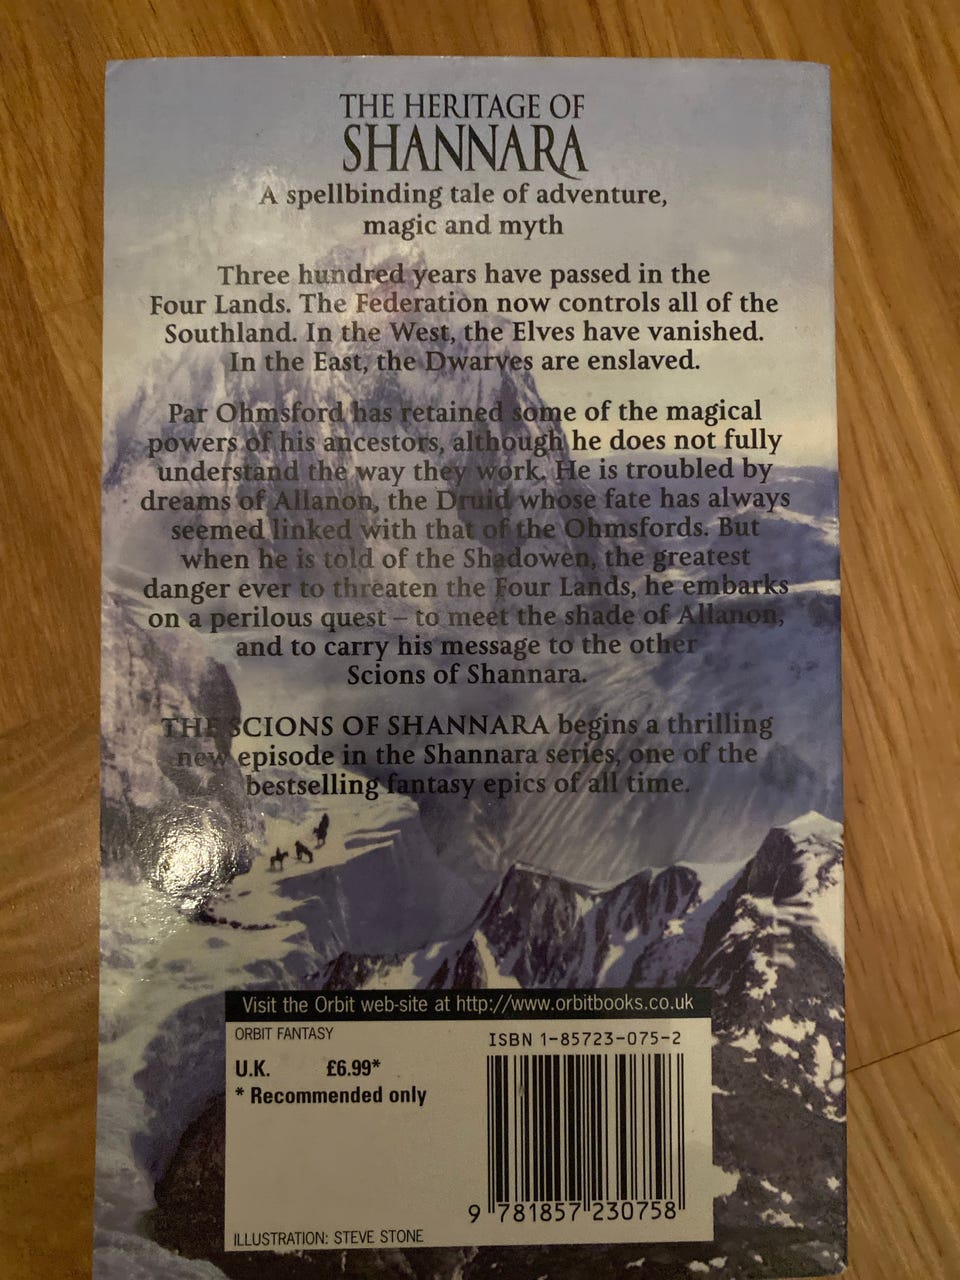 THE HERITAGE OF
SHANNARA
A spellbinding tale of adventure,
magic and myth
Three hundred years have passed in the
Four Lands. The Federation now controls all of the
Southland. In the West, the Elves have vanished.
In the East, the Dwarves are enslaved.
Par Ohmsford has retained some of the magical
powers of his ancestors, although he does not fully
understand the way they work. He is troubled by
dreams of Allanon, the Druid whose fate has always
seemed linked with that of the Ohmsfords. But
when he is told of the Shadowen, the greatest
danger ever to threaten the Four Lands, he embarks
on a perilous quest – to meet the shade of Allanon,
and to carry his message to the other
Scions of Shannara.
THE SCIONS OF SHANNARA begins a thrilling
new episode in the Shannara series, one of the
bestselling fantasy epics of all time.
Visit the Orbit web-site at http://www.orbitbooks.co.uk
ORBIT FANTASY
U.K. £6.99*
* Recommended only
ISBN 1-85723-075-2
9 781857 230758
ILLUSTRATION: STEVE STONE